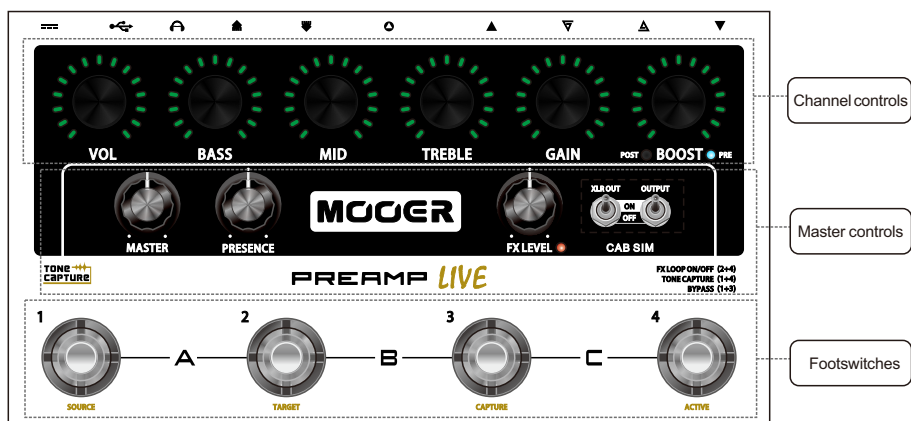 VOL BASS MID TREBLE GAIN POST BOOST PRE
Channel controls
XLR OUT OUTPUT
ON
OFF
MOOER
MASTER PRESENCE FX LEVEL CAB SIM
Master controls
TONE CAPTURE
PREAMP LIVE
FX LOOP ON/OFF (2+4)
TONE CAPTURE (1+4)
BYPASS (1+3)
1 2 3 4
A B C
Footswitches
SOURCE TARGET CAPTURE ACTIVE